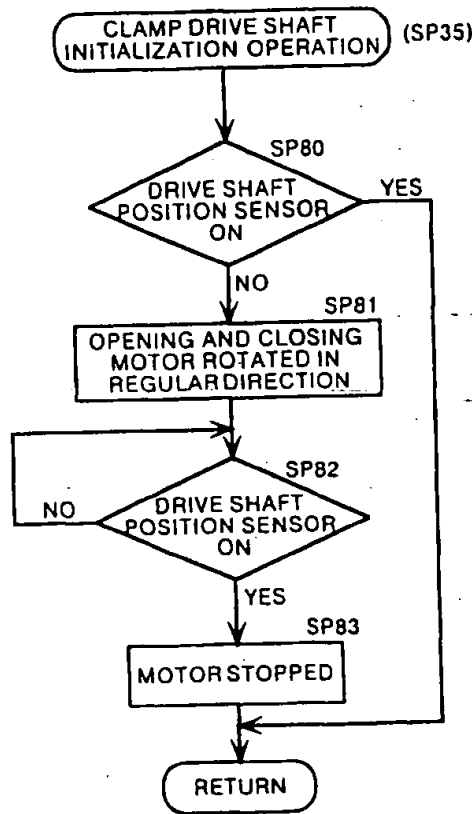 CLAMP DRIVE SHAFT
INITIALIZATION OPERATION
(SP35)
SP80
DRIVE SHAFT
POSITION SENSOR
ON
YES
NO
SP81
OPENING AND CLOSING
MOTOR ROTATED IN
REGULAR DIRECTION
SP82
NO
DRIVE SHAFT
POSITION SENSOR
ON
YES
SP83
MOTOR STOPPED
RETURN